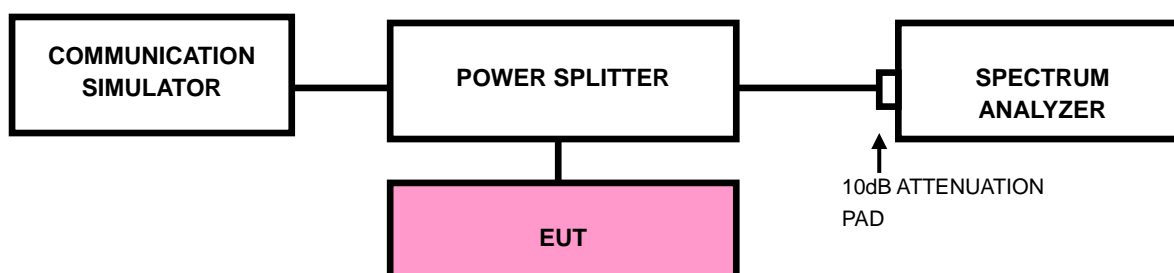 COMMUNICATION
SIMULATOR
POWER SPLITTER
SPECTRUM
ANALYZER
10dB ATTENUATION
PAD
EUT